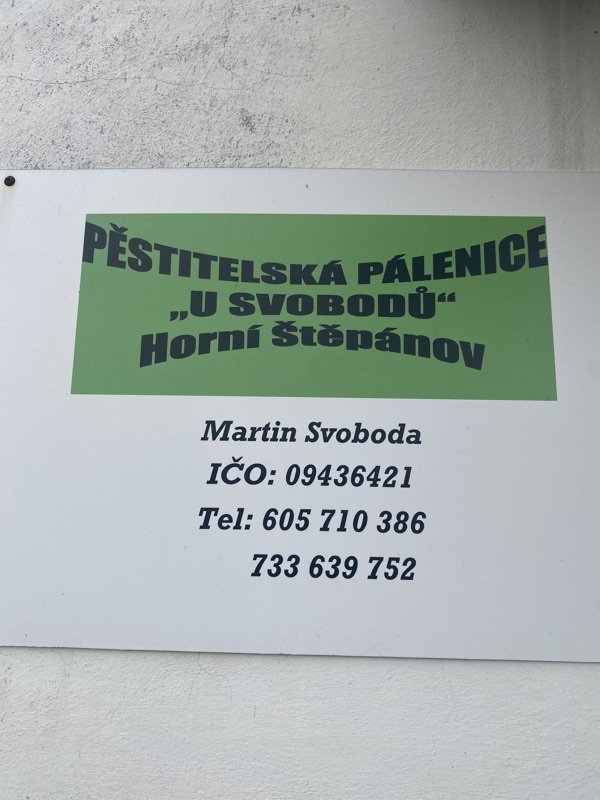 PĚSTITELSKÁ PÁLENICE
„U SVOBODŮ“
Horní Štěpánov
Martin Svoboda
IČO: 09436421
Tel: 605 710 386
733 639 752